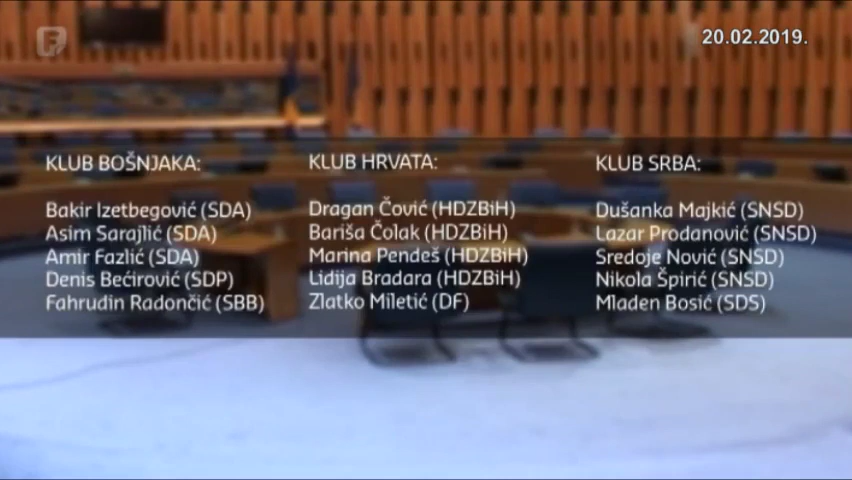 F
20.02.2019.
KLUB BOŠNJAKA:
Bakir Izetbegović (SDA)
Asim Sarajlić (SDA)
Amir Fazlić (SDA)
Denis Bećirović (SDP)
Fahrudin Radončić (SBB)
KLUB HRVATA:
Dragan Čović (HDZBiH)
Bariša Čolak (HDZBiH)
Marina Pendeš (HDZBiH)
Lidija Bradara (HDZBiH)
Zlatko Miletić (DF)
KLUB SRBA:
Dušanka Majkić (SNSD)
Lazar Prodanović (SNSD)
Sredoje Nović (SNSD)
Nikola Špirić (SNSD)
Mladen Bosić (SDS)